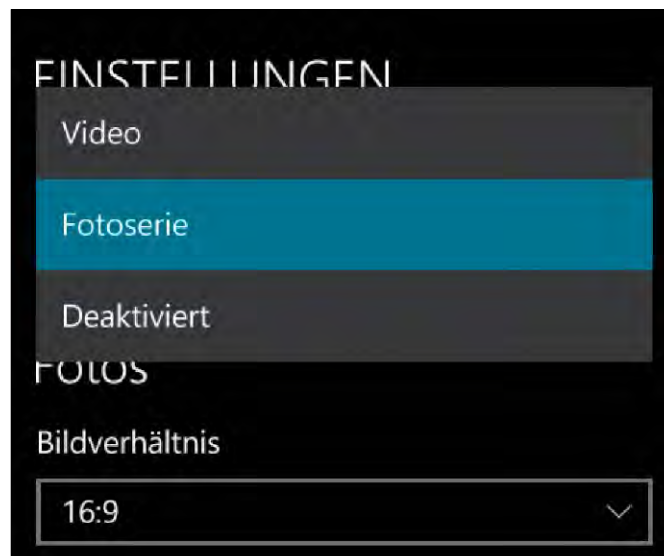 EINSTELLUNGEN
Video
Fotoserie
Deaktiviert
Fotos
Bildverhältnis
16:9